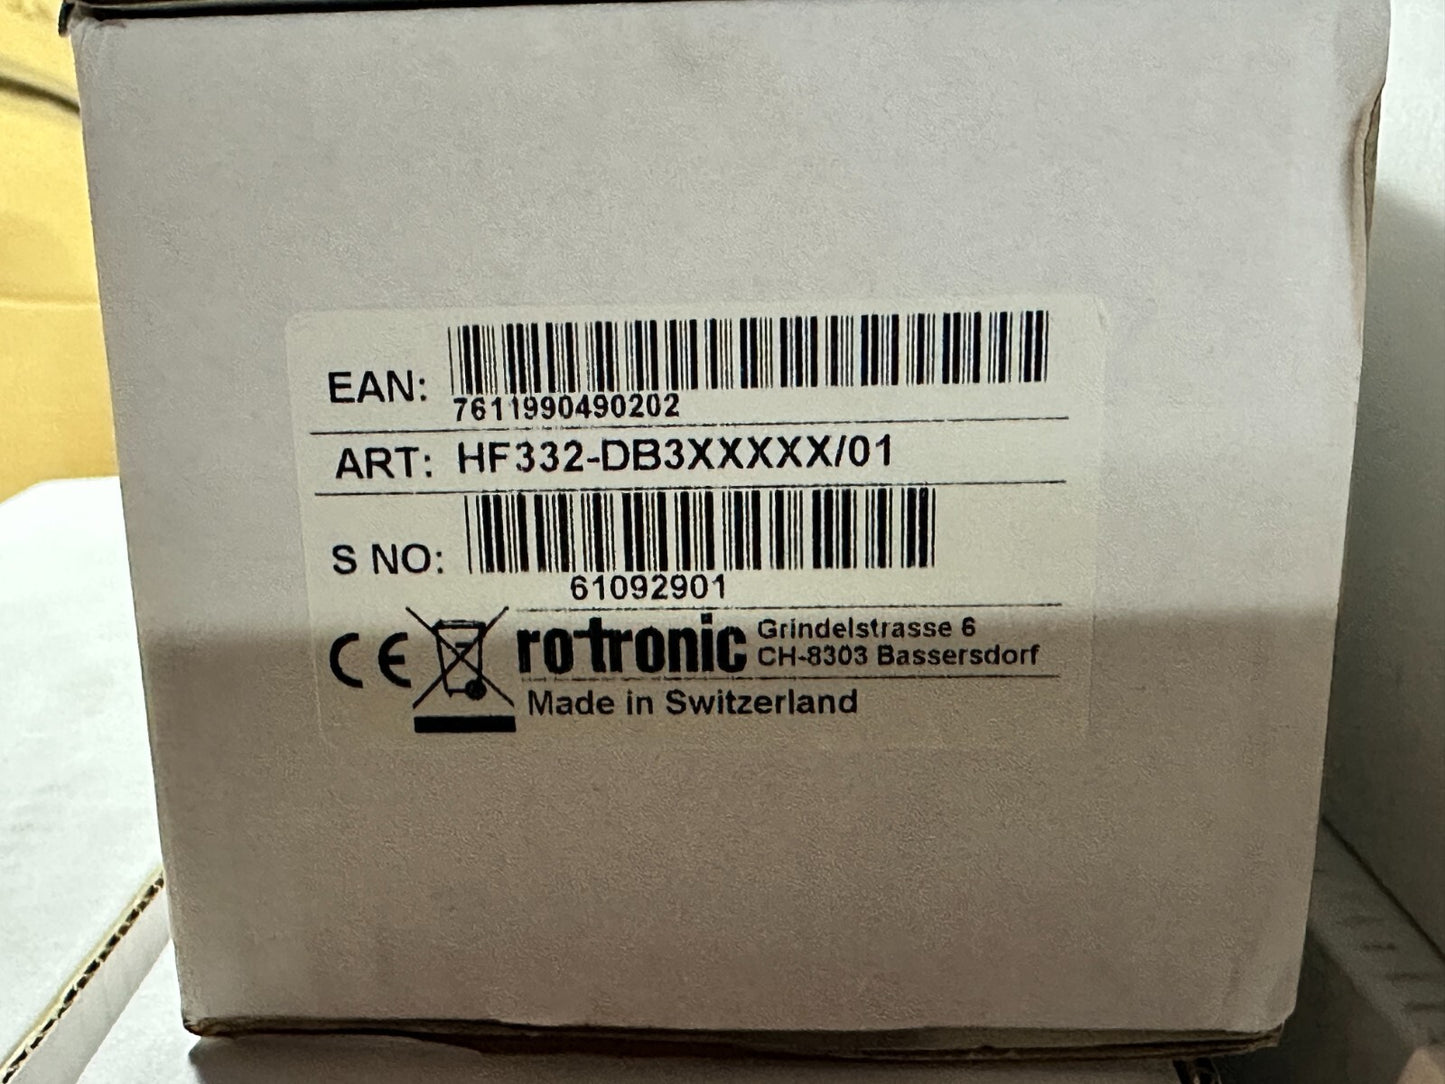 EAN:
7611990490202
ART: HF332-DB3XXXXX/01
S NO:
61092901
CE rotronic Grindelstrasse 6
CH-8303 Bassersdorf
Made in Switzerland